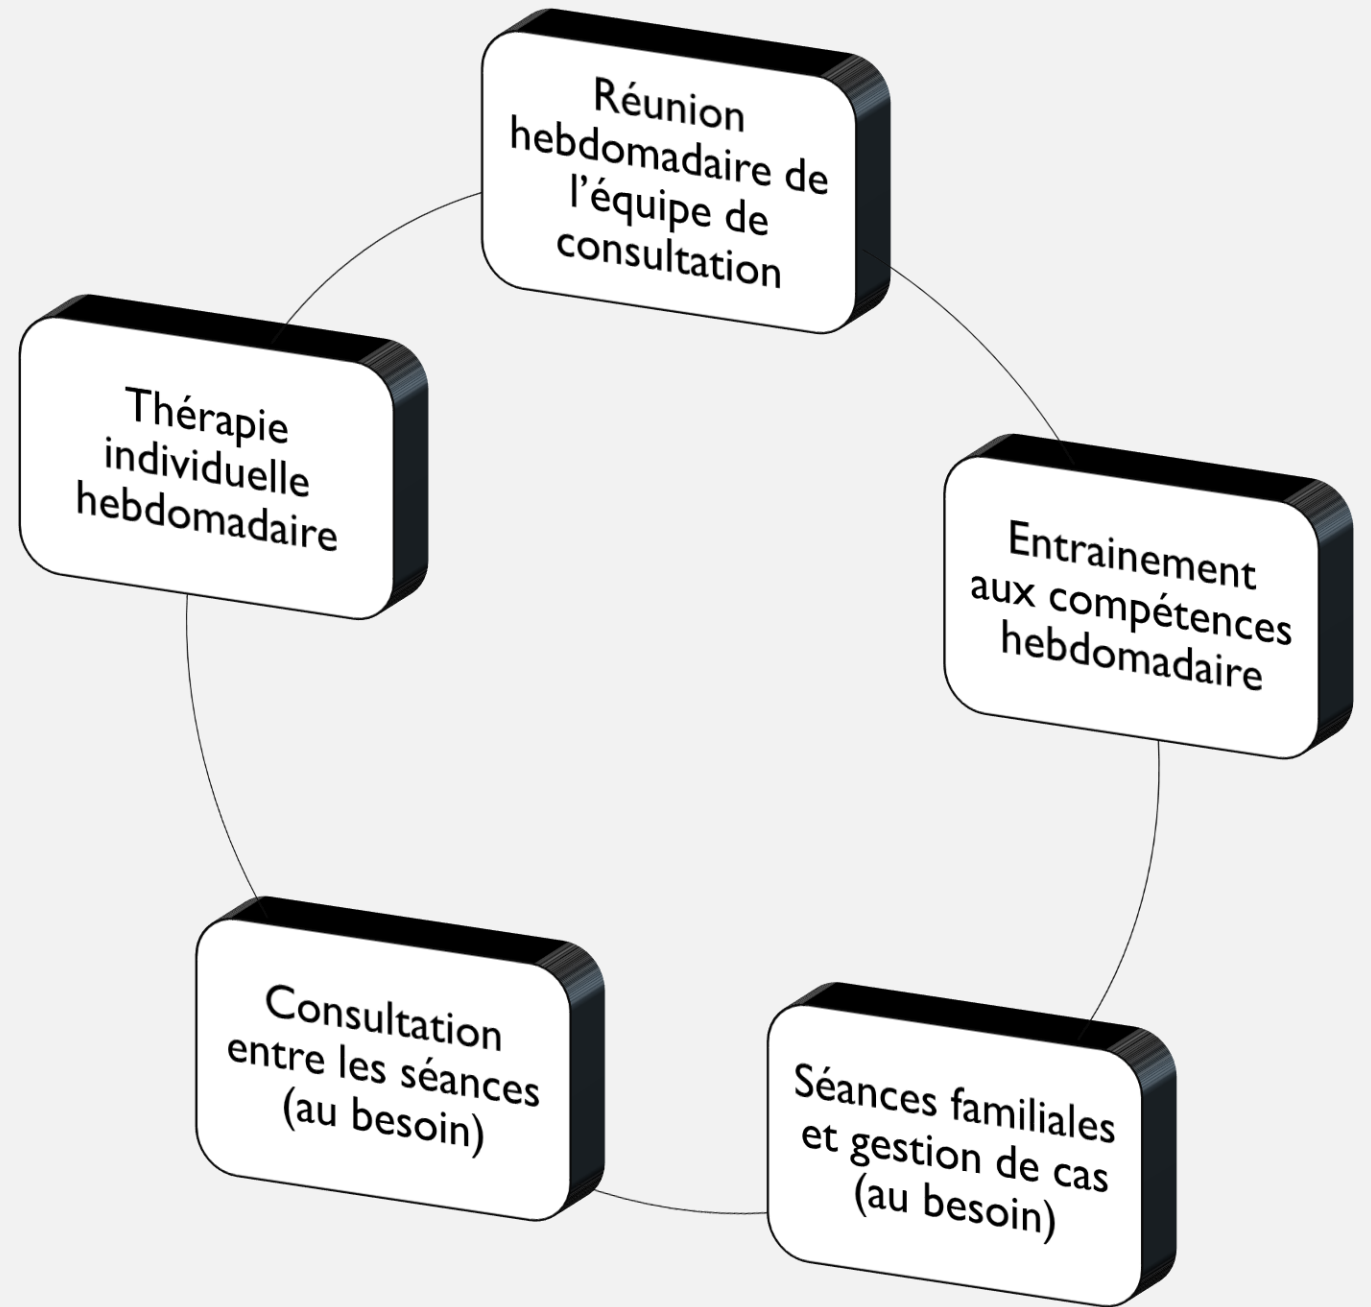 Réunion
hebdomadaire de
l’équipe de
consultation
Thérapie
individuelle
hebdomadaire
Entrainement
aux compétences
hebdomadaire
Consultation
entre les séances
(au besoin)
Séances familiales
et gestion de cas
(au besoin)